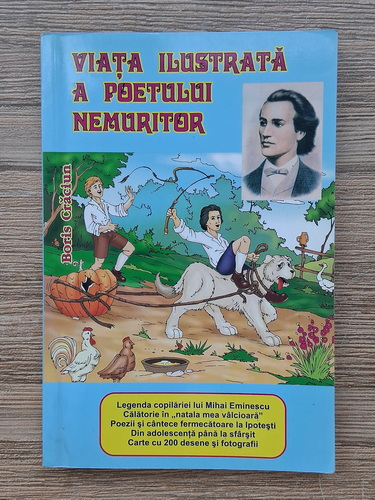 VIAȚA ILUSTRATĂ
A POETULUI
NEMURITOR
Boris Crăciun
Legenda copilăriei lui Mihai Eminescu
Călătorie în „natala mea vâlcioară”
Poezii și cântece fermecătoare la Ipotești
Din adolescență până la sfârșit
Carte cu 200 desene și fotografii